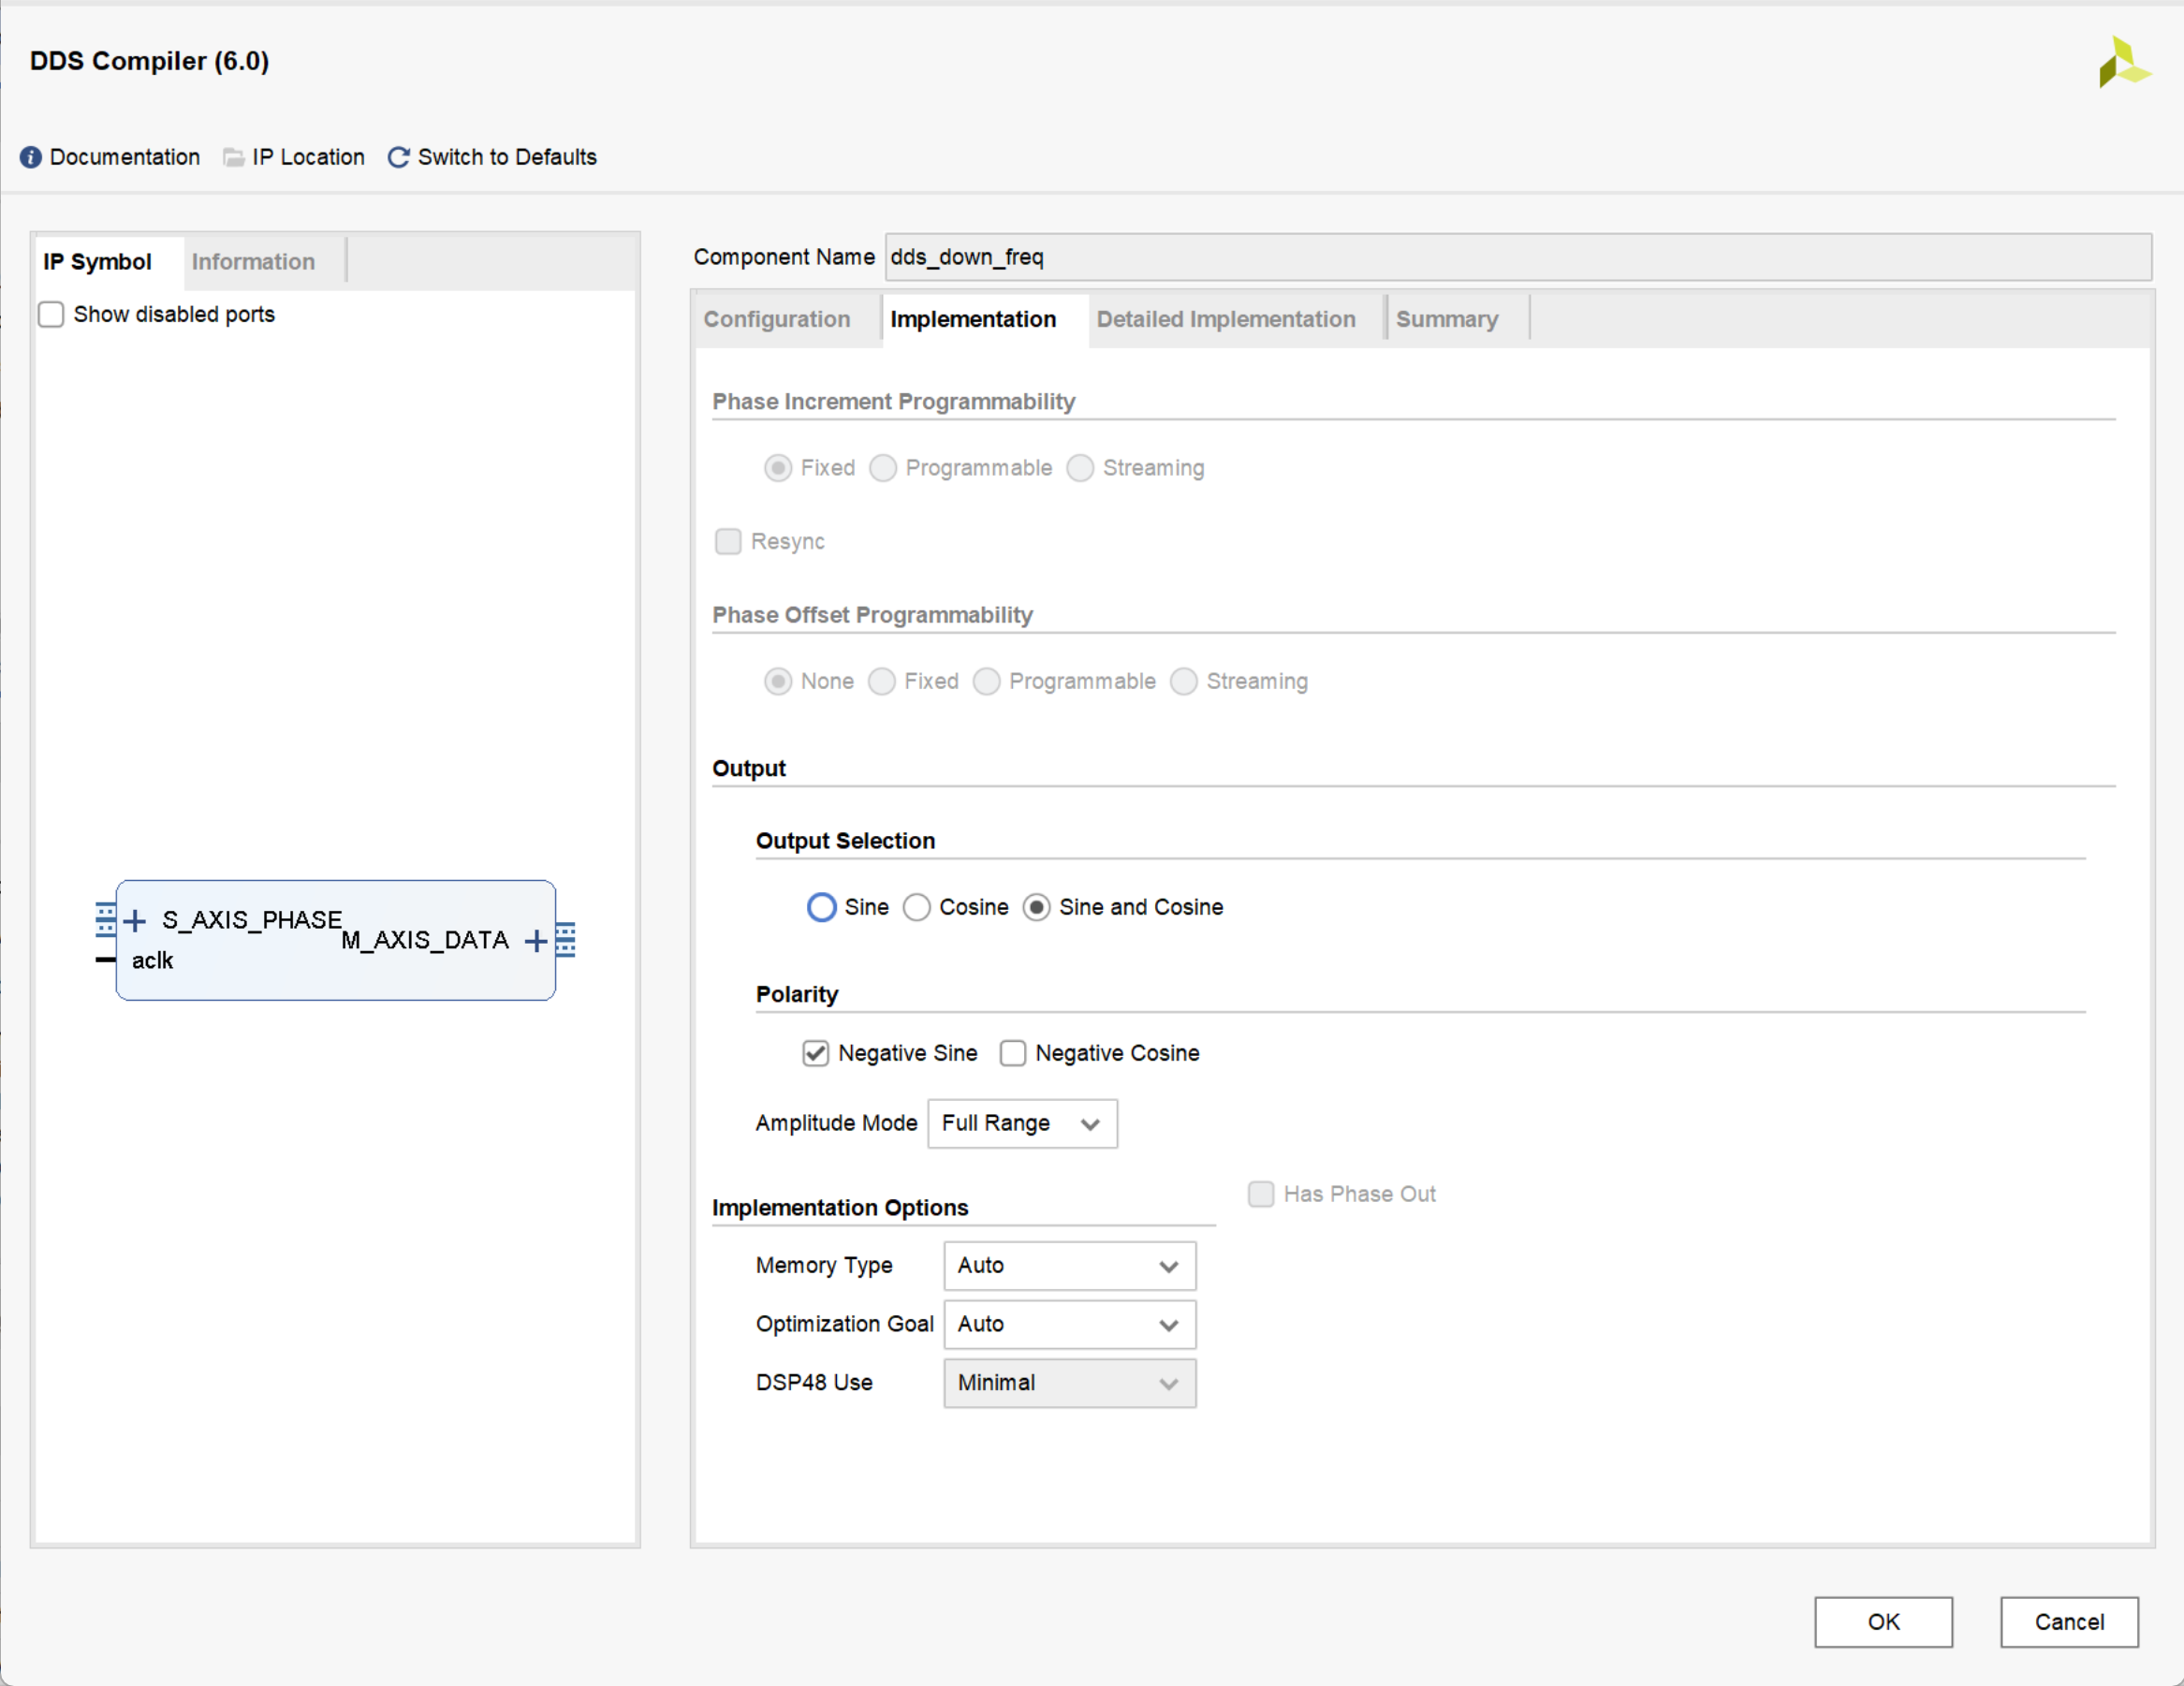 DDS Compiler (6.0)
Documentation IP Location Switch to Defaults
IP Symbol Information
Show disabled ports
S_AXIS_PHASE
M_AXIS_DATA
aclk
Component Name dds_down_freq
Configuration Implementation Detailed Implementation Summary
Phase Increment Programmability
Fixed Programmable Streaming
Resync
Phase Offset Programmability
None Fixed Programmable Streaming
Output
Output Selection
Sine Cosine Sine and Cosine
Polarity
Negative Sine Negative Cosine
Amplitude Mode Full Range
Has Phase Out
Implementation Options
Memory Type Auto
Optimization Goal Auto
DSP48 Use Minimal
OK Cancel